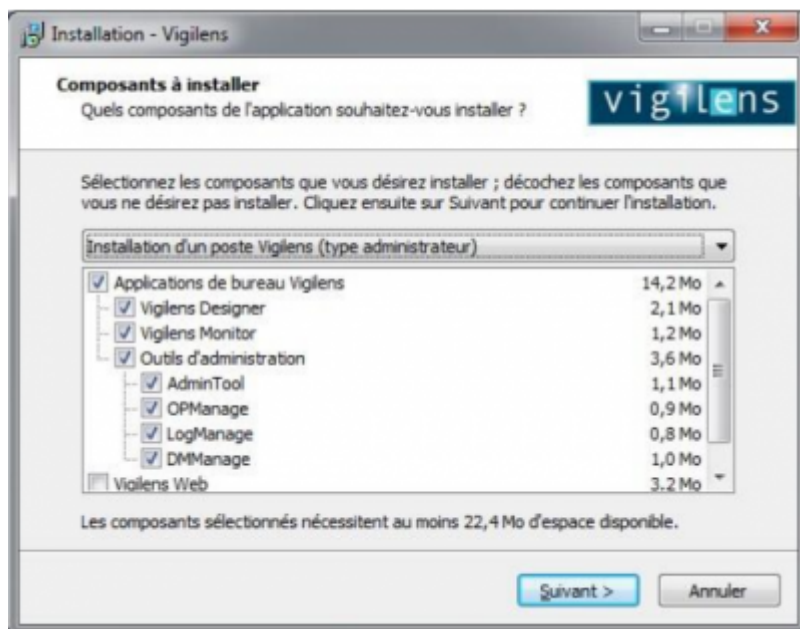 Installation - Vigilens
Composants à installer
Quels composants de l'application souhaitez-vous installer ?
vigilens
Sélectionnez les composants que vous désirez installer ; décochez les composants que
vous ne désirez pas installer. Cliquez ensuite sur Suivant pour continuer l'installation.
Installation d'un poste Vigilens (type administrateur)
Applications de bureau Vigilens 14,2 Mo
Vigilens Designer 2,1 Mo
Vigilens Monitor 1,2 Mo
Outils d'administration 3,6 Mo
AdminTool 1,1 Mo
OPManage 0,9 Mo
LogManage 0,8 Mo
DMManage 1,0 Mo
Vigilens Web 3,2 Mo
Les composants sélectionnés nécessitent au moins 22,4 Mo d'espace disponible.
Suivant > Annuler